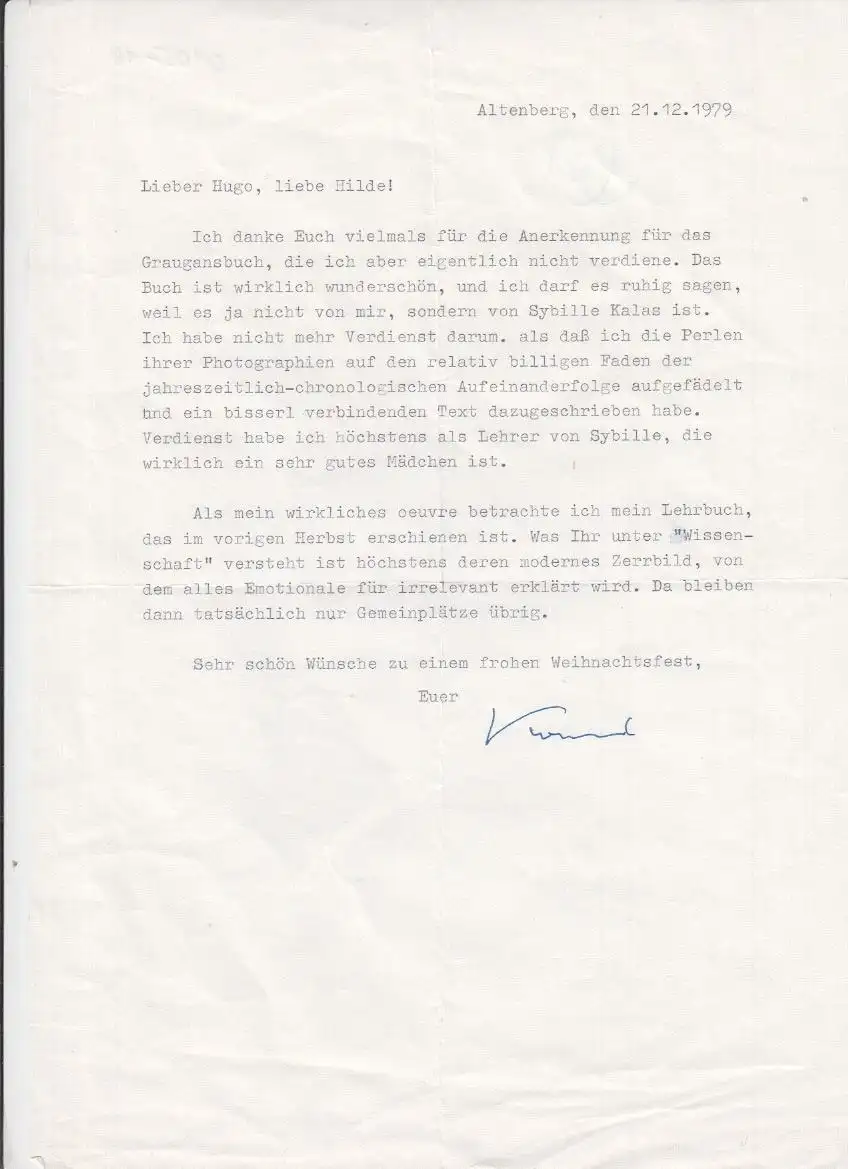 Altenberg, den 21.12.1979
Lieber Hugo, liebe Hilde!
Ich danke Euch vielmals für die Anerkennung für das
Graugansbuch, die ich aber eigentlich nicht verdiene. Das
Buch ist wirklich wunderschön, und ich darf es ruhig sagen,
weil es ja nicht von mir, sondern von Sybille Kalas ist.
Ich habe nicht mehr Verdienst darum. als daß ich die Perlen
ihrer Photographien auf den relativ billigen Faden der
jahreszeitlich-chronologischen Aufeinanderfolge aufgefädelt
und ein bisserl verbindenden Text dazugeschrieben habe.
Verdienst habe ich höchstens als Lehrer von Sybille, die
wirklich ein sehr gutes Mädchen ist.
Als mein wirkliches oeuvre betrachte ich mein Lehrbuch,
das im vorigen Herbst erschienen ist. Was Ihr unter "Wissen-
schaft" versteht ist höchstens deren modernes Zerrbild, von
dem alles Emotionale für irrelevant erklärt wird. Da bleiben
dann tatsächlich nur Gemeinplätze übrig.
Sehr schön Wünsche zu einem frohen Weihnachtsfest,
Euer
Konrad